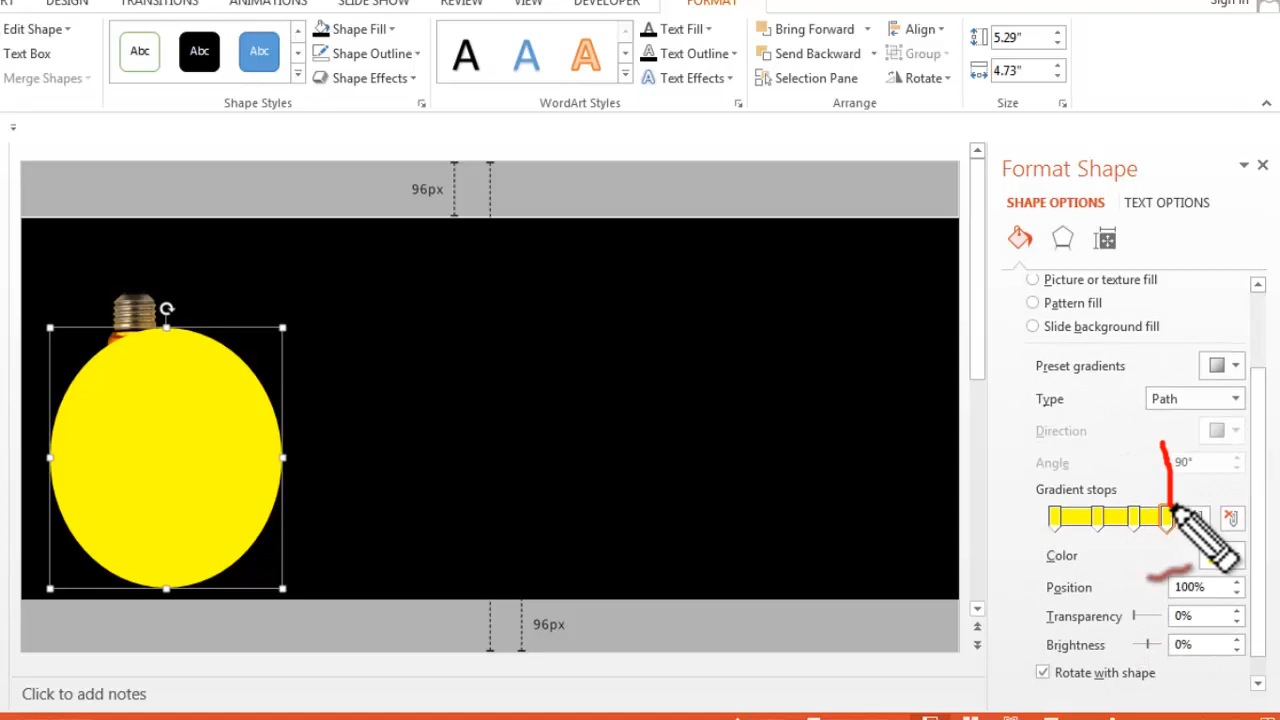 DESIGN TRANSITIONS ANIMATIONS SLIDE SHOW REVIEW VIEW DEVELOPER FORMAT Sign in
Edit Shape
Text Box
Merge Shapes
Abc Abc Abc
Shape Fill
Shape Outline
Shape Effects
Shape Styles
A A A
Text Fill
Text Outline
Text Effects
WordArt Styles
Bring Forward
Send Backward
Selection Pane
Align
Group
Rotate
Arrange
5.29"
4.73"
Size
96px
96px
Click to add notes
Format Shape
SHAPE OPTIONS TEXT OPTIONS
Picture or texture fill
Pattern fill
Slide background fill
Preset gradients
Type Path
Direction
Angle 90°
Gradient stops
Color
Position 100%
Transparency 0%
Brightness 0%
Rotate with shape